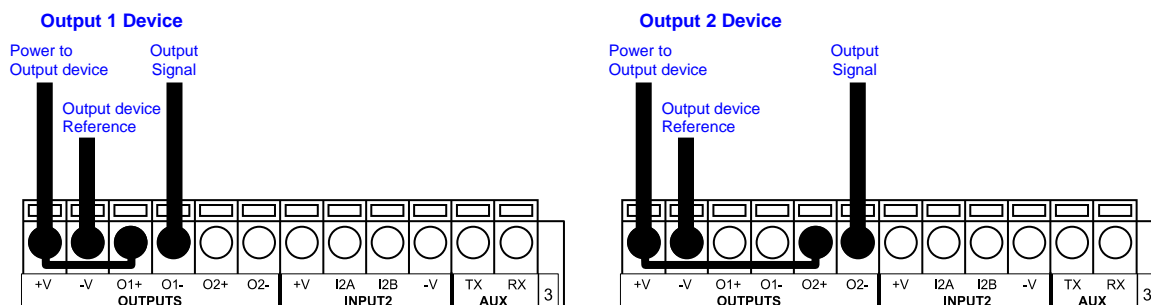 Output 1 Device
Power to
Output device
Output
Signal
Output device
Reference
+V -V O1+ O1- O2+ O2- +V I2A I2B -V TX RX
OUTPUTS INPUT2 AUX 3
Output 2 Device
Power to
Output device
Output
Signal
Output device
Reference
+V -V O1+ O1- O2+ O2- +V I2A I2B -V TX RX
OUTPUTS INPUT2 AUX 3